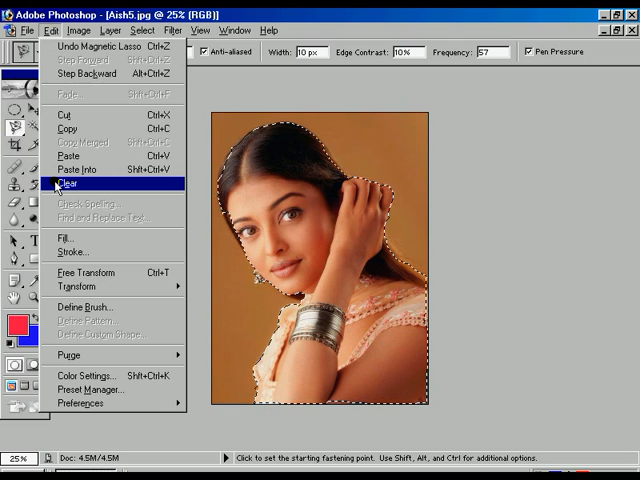 Adobe Photoshop - [Aish5.jpg @ 25% (RGB)]
File Edit Image Layer Select Filter View Window Help
Anti-aliased Width: 10 px Edge Contrast: 10% Frequency: 57 Pen Pressure
Undo Magnetic Lasso Ctrl+Z
Step Forward Shft+Ctrl+Z
Step Backward Alt+Ctrl+Z
Fade... Shft+Ctrl+F
Cut Ctrl+X
Copy Ctrl+C
Copy Merged Shft+Ctrl+C
Paste Ctrl+V
Paste Into Shft+Ctrl+V
Clear
Check Spelling...
Find and Replace Text...
Fill...
Stroke...
Free Transform Ctrl+T
Transform
Define Brush...
Define Pattern...
Define Custom Shape...
Purge
Color Settings... Shft+Ctrl+K
Preset Manager...
Preferences
25% Doc: 4.5M/4.5M Click to set the starting fastening point. Use Shift, Alt, and Ctrl for additional options.